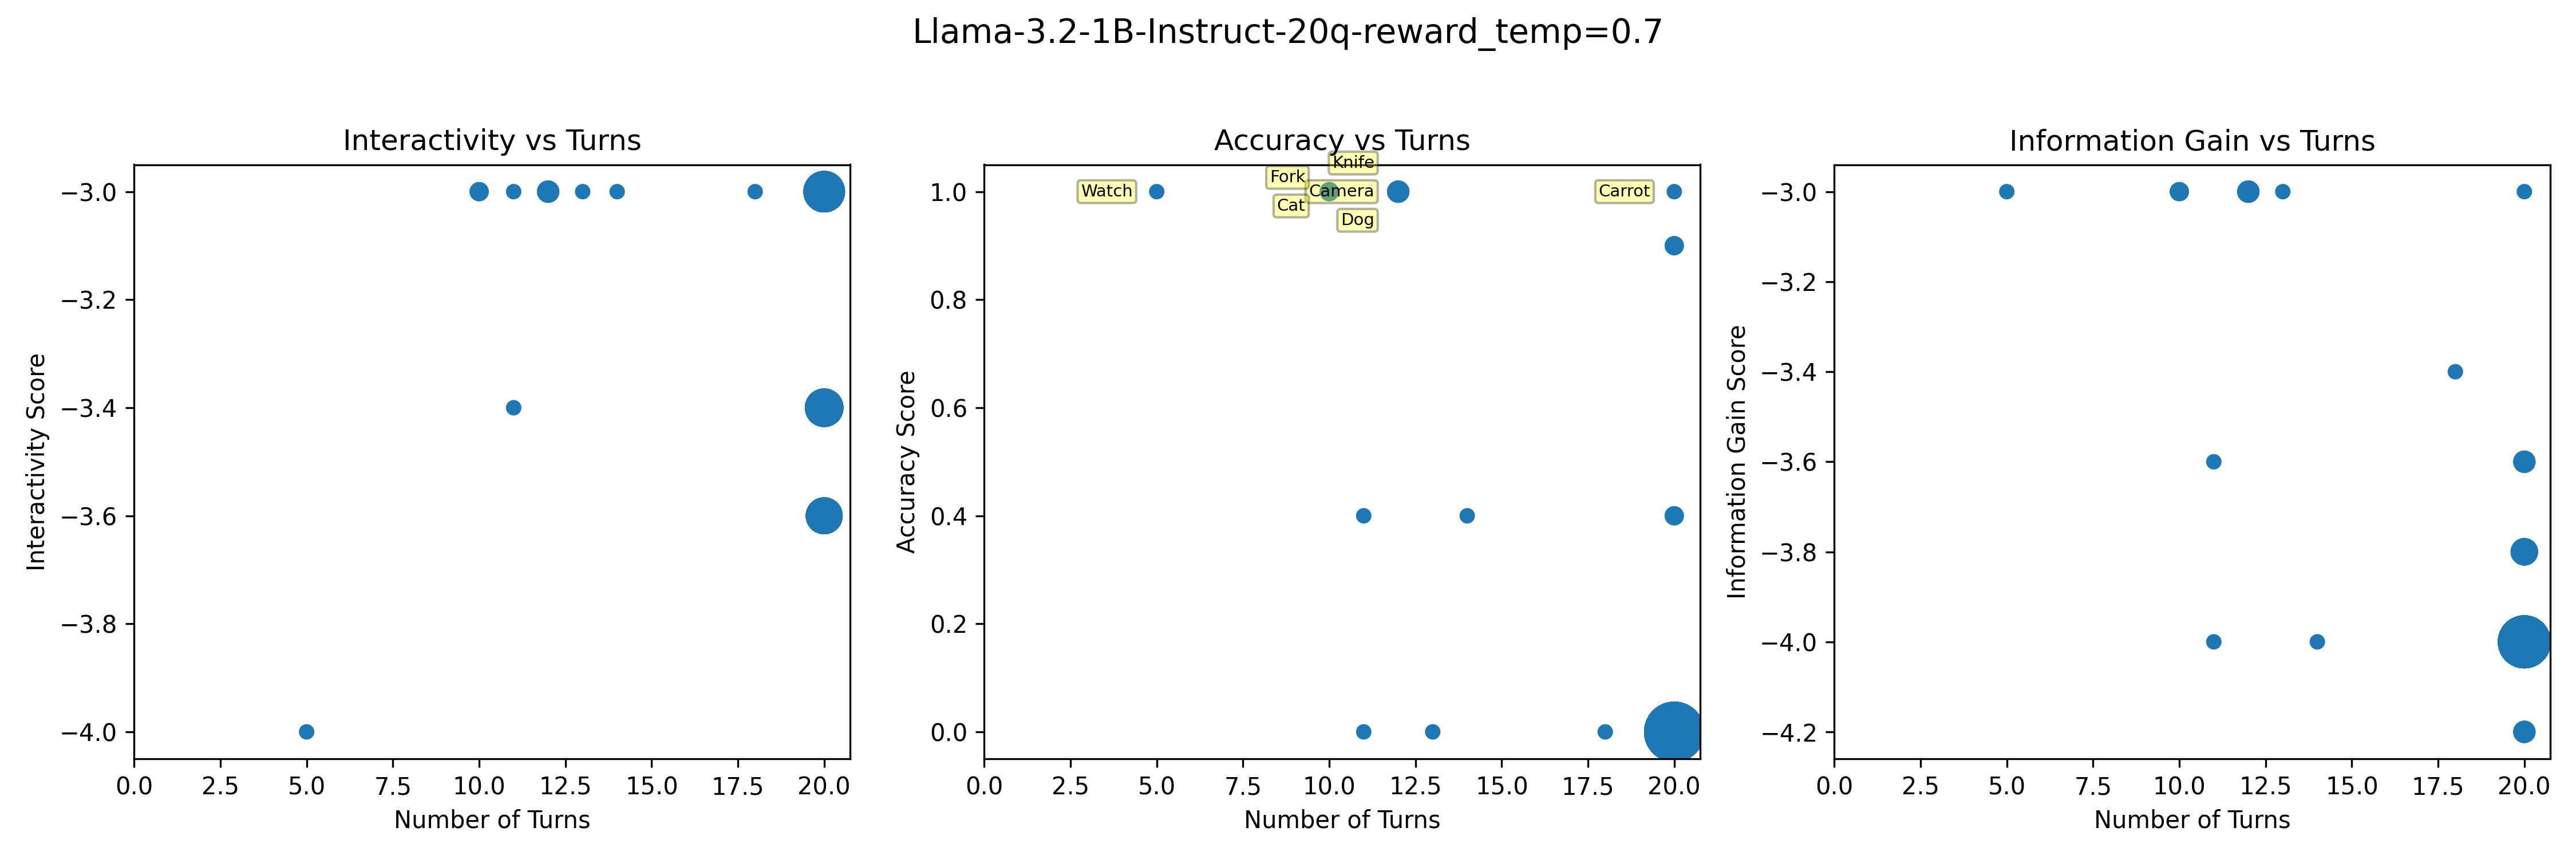 Llama-3.2-1B-Instruct-20q-reward_temp=0.7
Interactivity vs Turns
Interactivity Score
−3.0
−3.2
−3.4
−3.6
−3.8
−4.0
0.0 2.5 5.0 7.5 10.0 12.5 15.0 17.5 20.0
Number of Turns
Accuracy vs Turns
Accuracy Score
1.0
0.8
0.6
0.4
0.2
0.0
Watch
Fork
Cat
Knife
Camera
Dog
Carrot
0.0 2.5 5.0 7.5 10.0 12.5 15.0 17.5 20.0
Number of Turns
Information Gain vs Turns
Information Gain Score
−3.0
−3.2
−3.4
−3.6
−3.8
−4.0
−4.2
0.0 2.5 5.0 7.5 10.0 12.5 15.0 17.5 20.0
Number of Turns